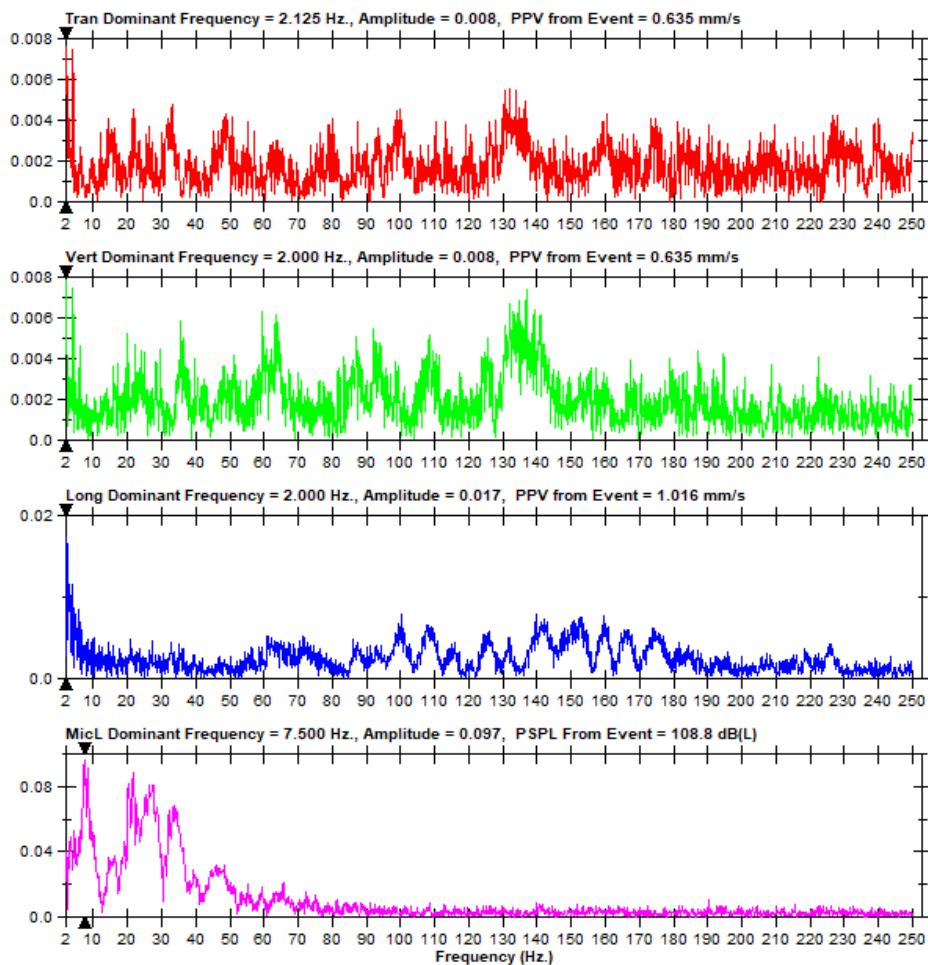 Tran Dominant Frequency = 2.125 Hz., Amplitude = 0.008, PPV from Event = 0.635 mm/s
0.008
0.006
0.004
0.002
0.0
2 10 20 30 40 50 60 70 80 90 100 110 120 130 140 150 160 170 180 190 200 210 220 230 240 250
Vert Dominant Frequency = 2.000 Hz., Amplitude = 0.008, PPV from Event = 0.635 mm/s
0.008
0.006
0.004
0.002
0.0
2 10 20 30 40 50 60 70 80 90 100 110 120 130 140 150 160 170 180 190 200 210 220 230 240 250
Long Dominant Frequency = 2.000 Hz., Amplitude = 0.017, PPV from Event = 1.016 mm/s
0.02
0.0
2 10 20 30 40 50 60 70 80 90 100 110 120 130 140 150 160 170 180 190 200 210 220 230 240 250
MicL Dominant Frequency = 7.500 Hz., Amplitude = 0.097, PSPL From Event = 108.8 dB(L)
0.08
0.04
0.0
2 10 20 30 40 50 60 70 80 90 100 110 120 130 140 150 160 170 180 190 200 210 220 230 240 250
Frequency (Hz.)